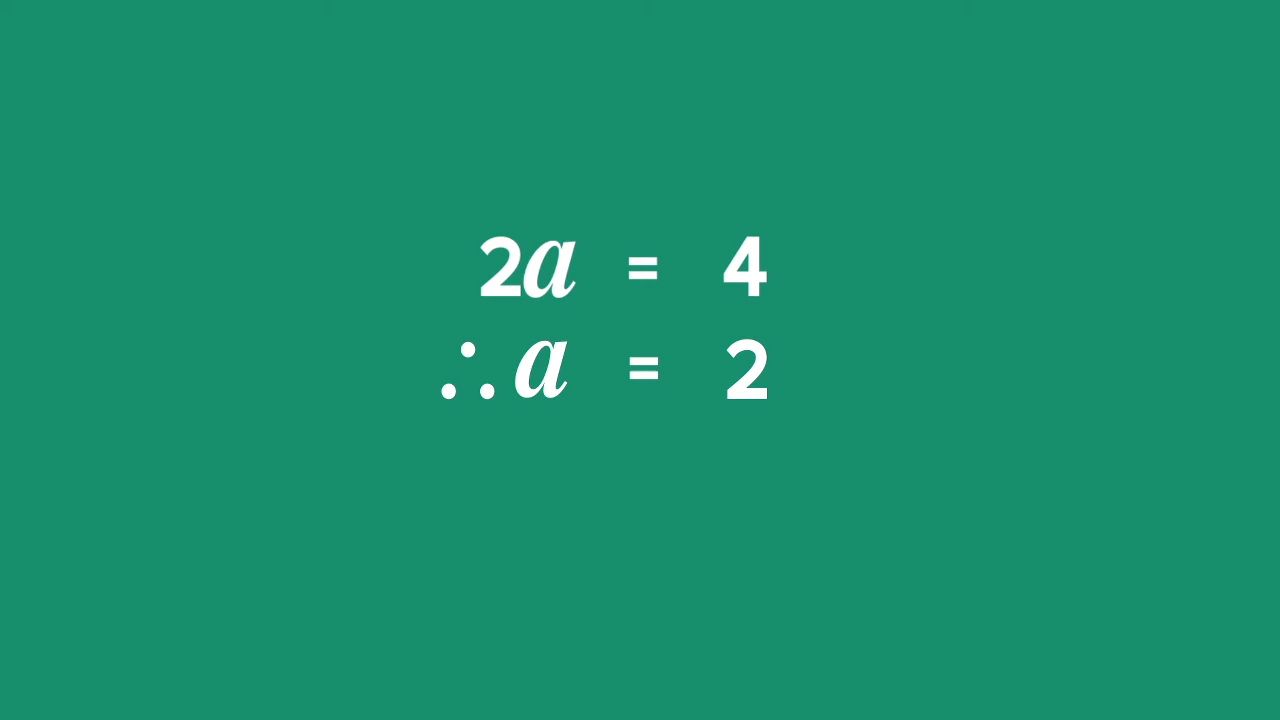 2a = 4
∴ a = 2